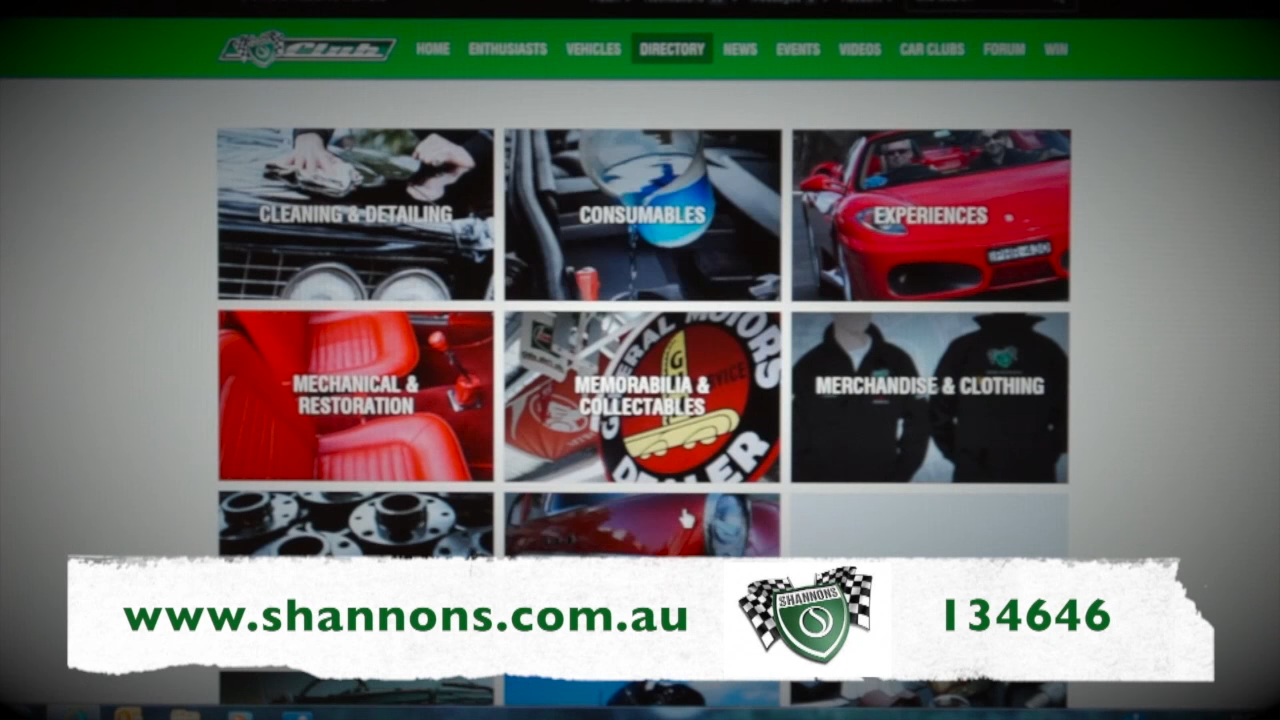 Club HOME ENTHUSIASTS VEHICLES DIRECTORY NEWS EVENTS VIDEOS CAR CLUBS FORUM WIN
CLEANING & DETAILING
CONSUMABLES
EXPERIENCES
MECHANICAL &
RESTORATION
MEMORABILIA &
COLLECTABLES
GENERAL MOTORS
SERVICE
DEALER
MERCHANDISE & CLOTHING
www.shannons.com.au
SHANNONS
134646